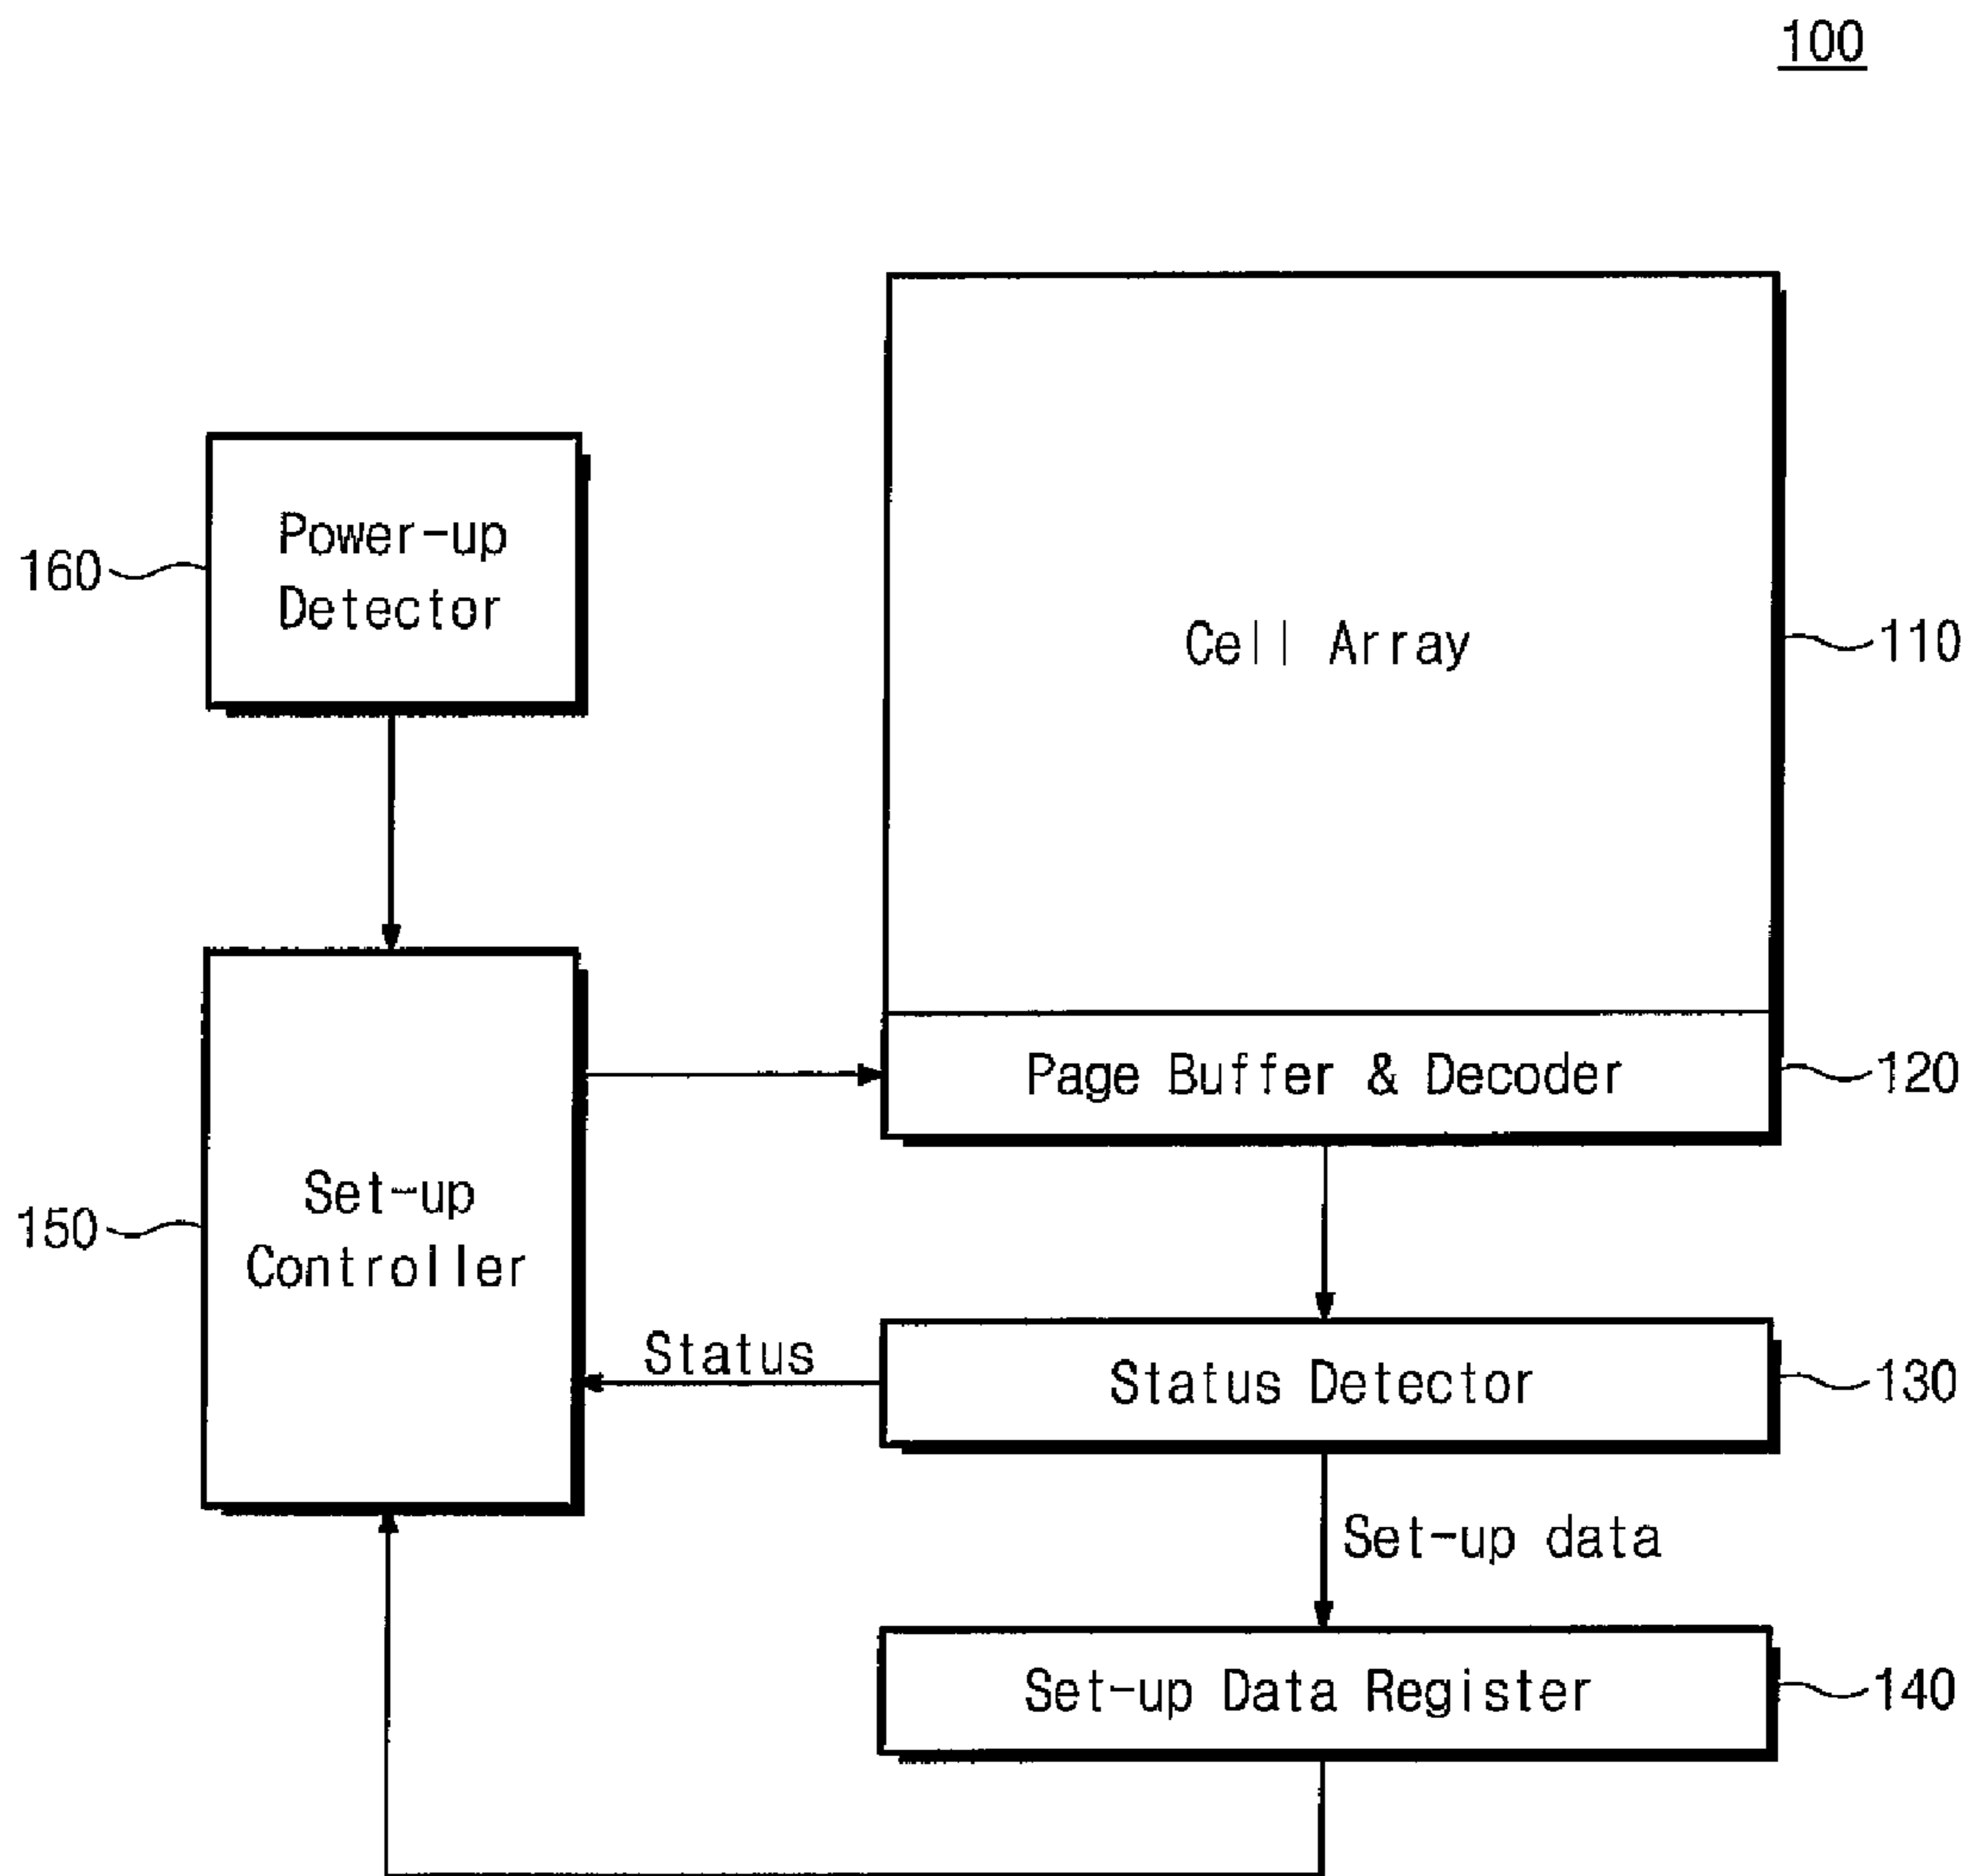 100
Power-up
Detector
160
Cell Array
110
Page Buffer & Decoder
120
Set-up
Controller
150
Status
Status Detector
130
Set-up data
Set-up Data Register
140